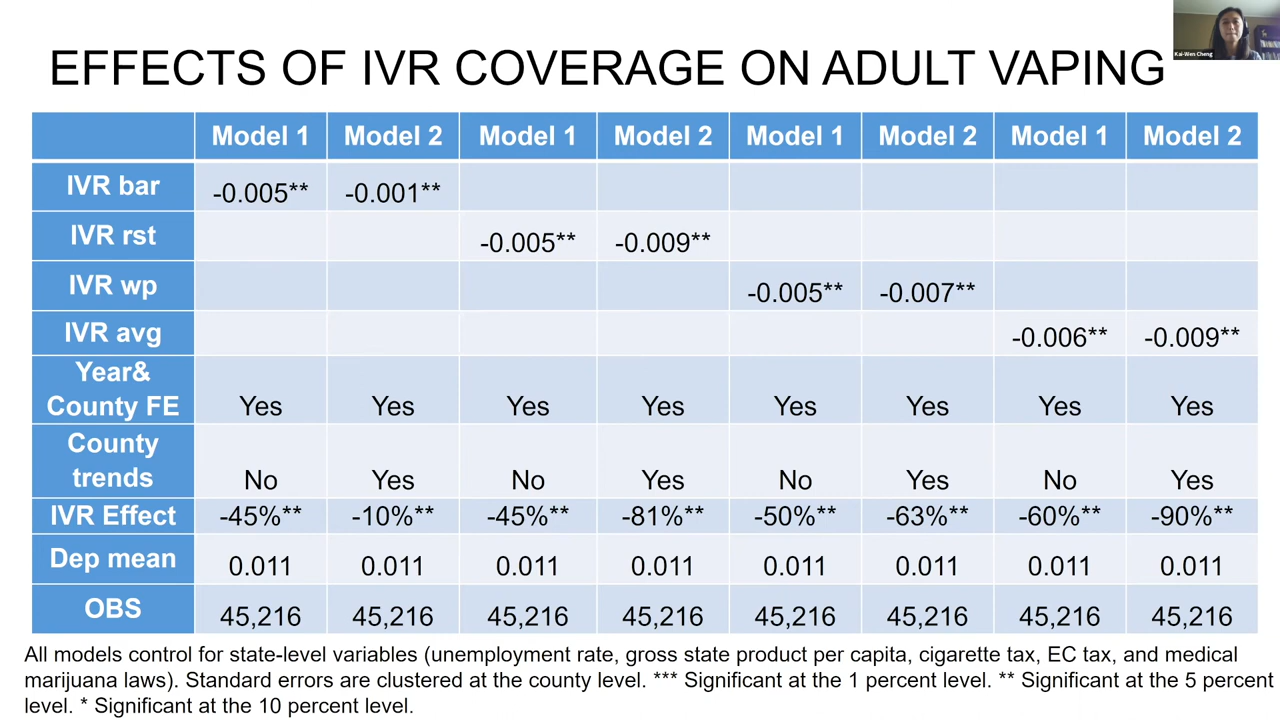 Kai-Wen Cheng
EFFECTS OF IVR COVERAGE ON ADULT VAPING
Model 1 Model 2 Model 1 Model 2 Model 1 Model 2 Model 1 Model 2
IVR bar -0.005** -0.001**
IVR rst -0.005** -0.009**
IVR wp -0.005** -0.007**
IVR avg -0.006** -0.009**
Year&
County FE Yes Yes Yes Yes Yes Yes Yes Yes
County
trends No Yes No Yes No Yes No Yes
IVR Effect -45%** -10%** -45%** -81%** -50%** -63%** -60%** -90%**
Dep mean 0.011 0.011 0.011 0.011 0.011 0.011 0.011 0.011
OBS 45,216 45,216 45,216 45,216 45,216 45,216 45,216 45,216
All models control for state-level variables (unemployment rate, gross state product per capita, cigarette tax, EC tax, and medical
marijuana laws). Standard errors are clustered at the county level. *** Significant at the 1 percent level. ** Significant at the 5 percent
level. * Significant at the 10 percent level.